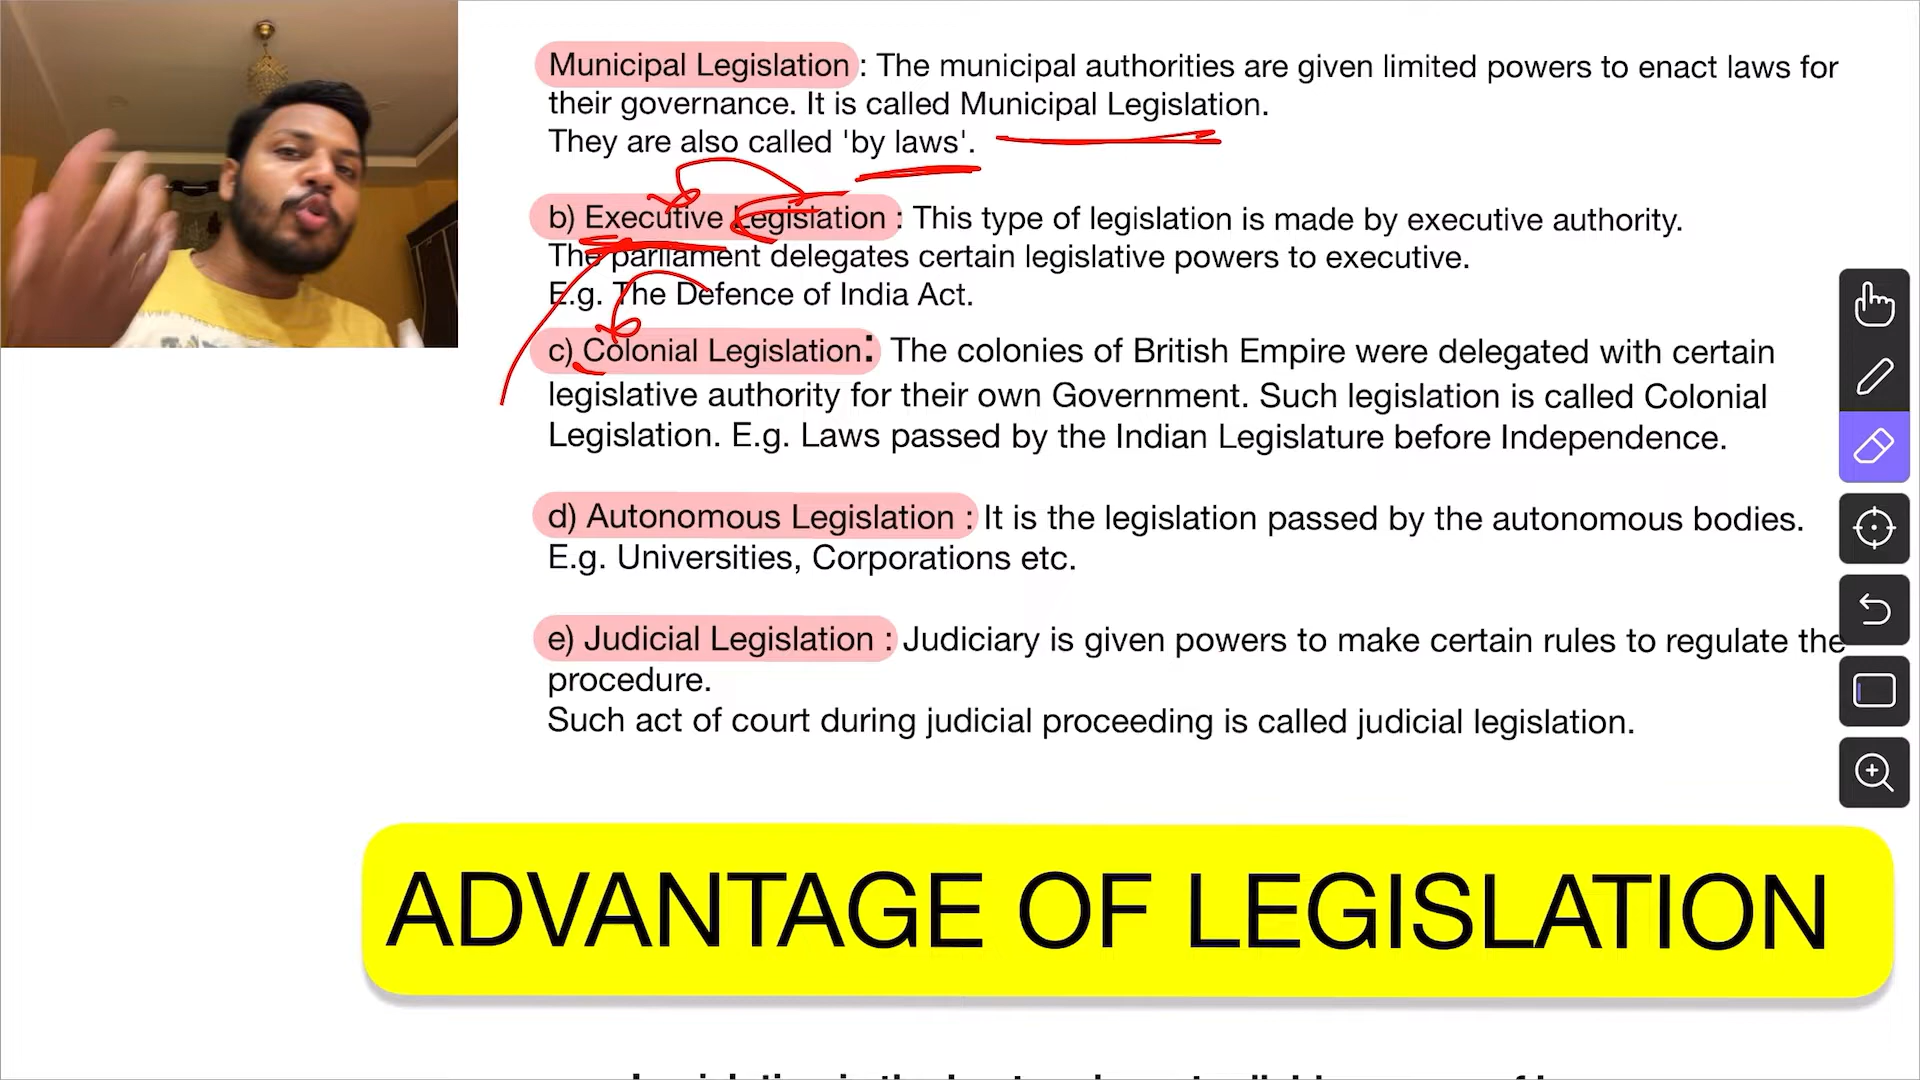 Municipal Legislation : The municipal authorities are given limited powers to enact laws for
their governance. It is called Municipal Legislation.
They are also called 'by laws'.
b) Executive Legislation : This type of legislation is made by executive authority.
The parliament delegates certain legislative powers to executive.
E.g. The Defence of India Act.
c) Colonial Legislation: The colonies of British Empire were delegated with certain
legislative authority for their own Government. Such legislation is called Colonial
Legislation. E.g. Laws passed by the Indian Legislature before Independence.
d) Autonomous Legislation : It is the legislation passed by the autonomous bodies.
E.g. Universities, Corporations etc.
e) Judicial Legislation : Judiciary is given powers to make certain rules to regulate the
procedure.
Such act of court during judicial proceeding is called judicial legislation.
ADVANTAGE OF LEGISLATION